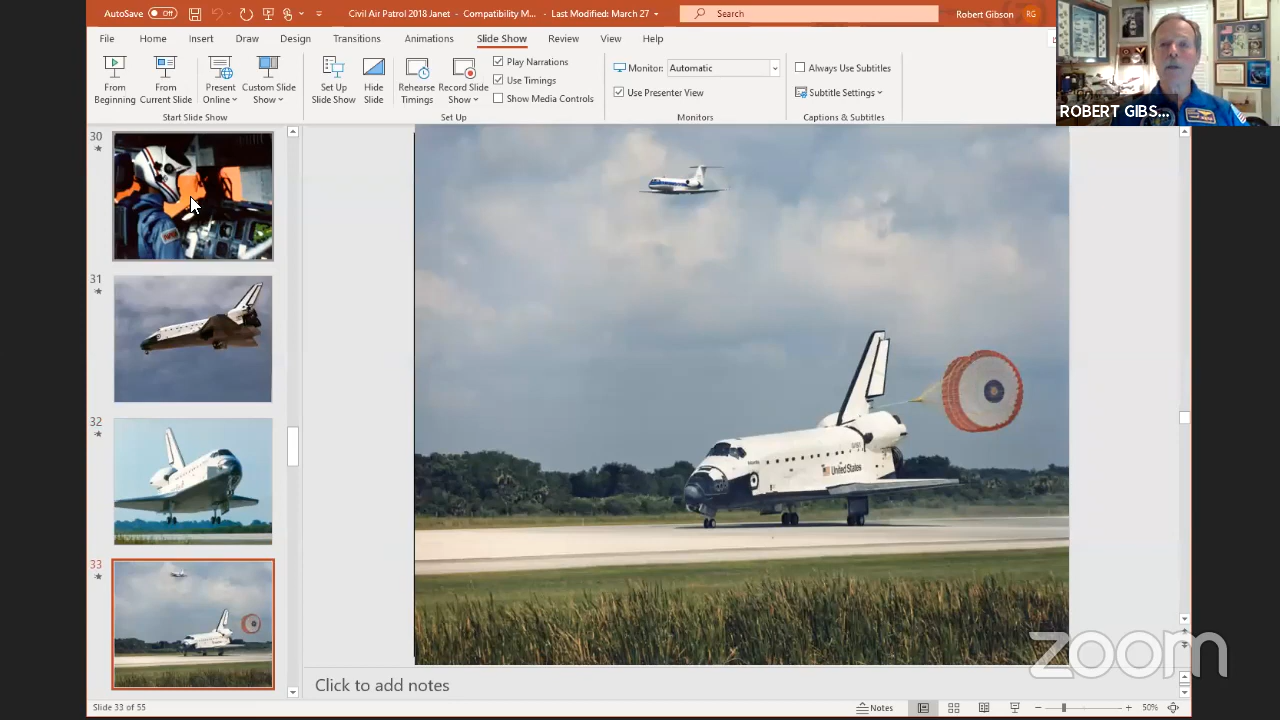 AutoSave Off
Civil Air Patrol 2018 Janet - Compatibility M... - Last Modified: March 27
Search
Robert Gibson RG
File Home Insert Draw Design Transitions Animations Slide Show Review View Help
From Beginning
From Current Slide
Present Online
Custom Slide Show
Start Slide Show
Set Up Slide Show
Hide Slide
Rehearse Timings
Record Slide Show
Play Narrations
Use Timings
Show Media Controls
Set Up
Monitor: Automatic
Use Presenter View
Monitors
Always Use Subtitles
Subtitle Settings
Captions & Subtitles
ROBERT GIBS...
30
31
32
33
United States
Click to add notes
zoom
Slide 33 of 55
Notes
50%